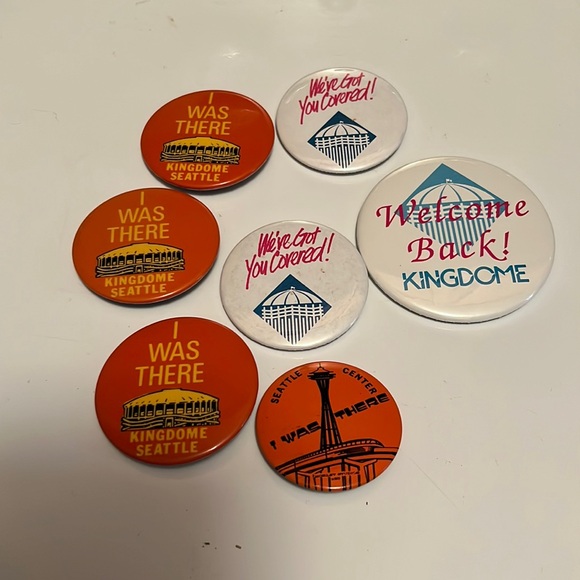 I
WAS
THERE
KINGDOME
SEATTLE
We've Got
You Covered!
I
WAS
THERE
KINGDOME
SEATTLE
We've Got
You Covered!
Welcome
Back!
KINGDOME
I
WAS
THERE
KINGDOME
SEATTLE
SEATTLE CENTER
I WAS THERE